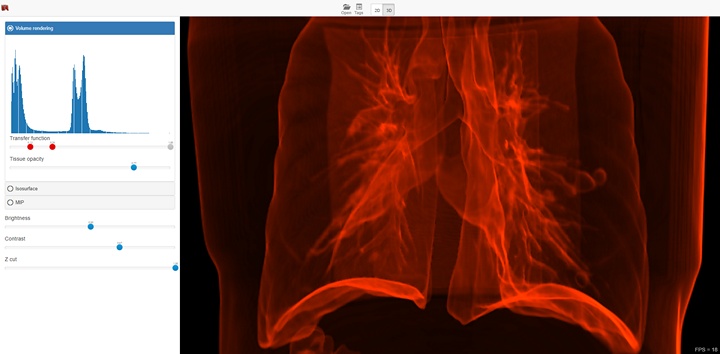 Open
Tags
2D
3D
Volume rendering
Transfer function
Tissue opacity
Isosurface
MIP
Brightness
Contrast
Z cut
FPS = 18